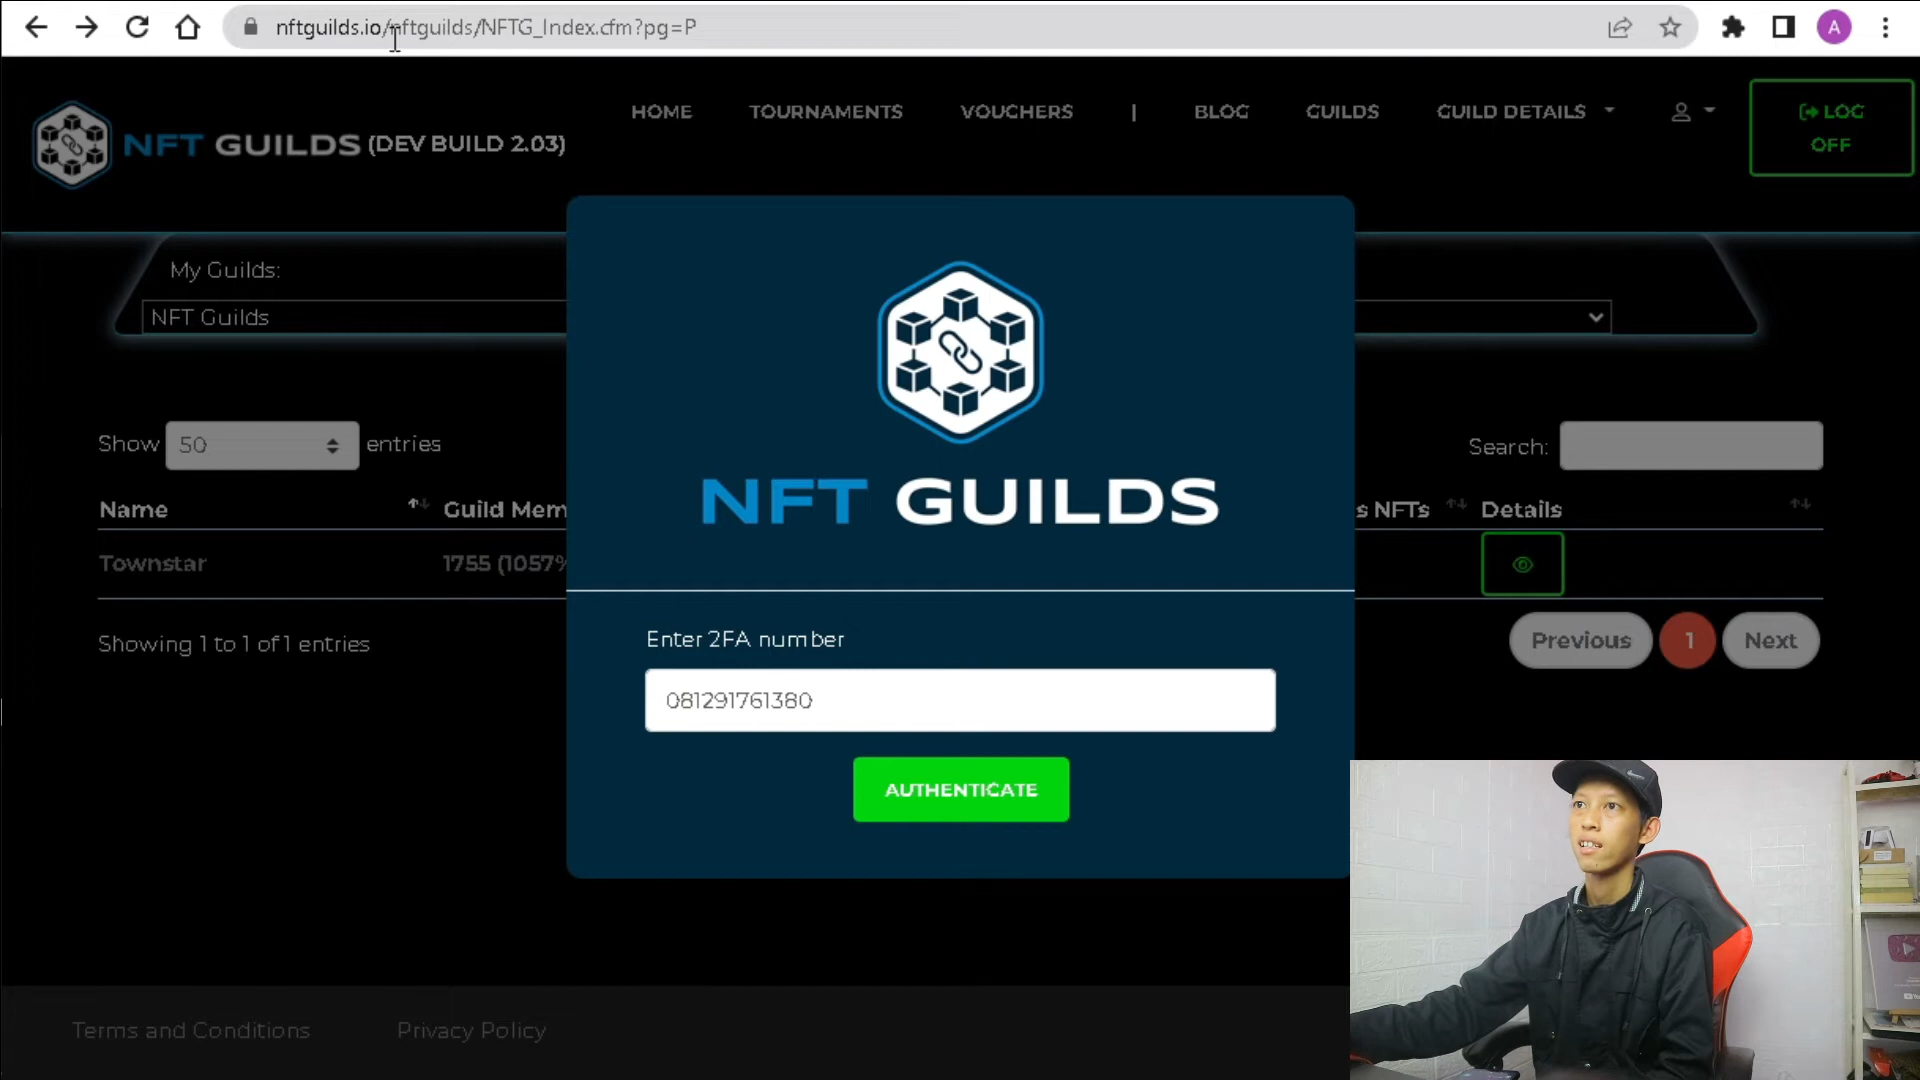 nftguilds.io/nftguilds/NFTG_Index.cfm?pg=P
A
NFT GUILDS (DEV BUILD 2.03)
HOME
TOURNAMENTS
VOUCHERS
|
BLOG
GUILDS
GUILD DETAILS
LOG
OFF
My Guilds:
NFT Guilds
NFT GUILDS
Show 50 entries
Search:
Name
Guild Mem
s NFTs
Details
Townstar
1755 (1057%
Showing 1 to 1 of 1 entries
Previous
1
Next
Enter 2FA number
081291761380
AUTHENTICATE
Terms and Conditions
Privacy Policy